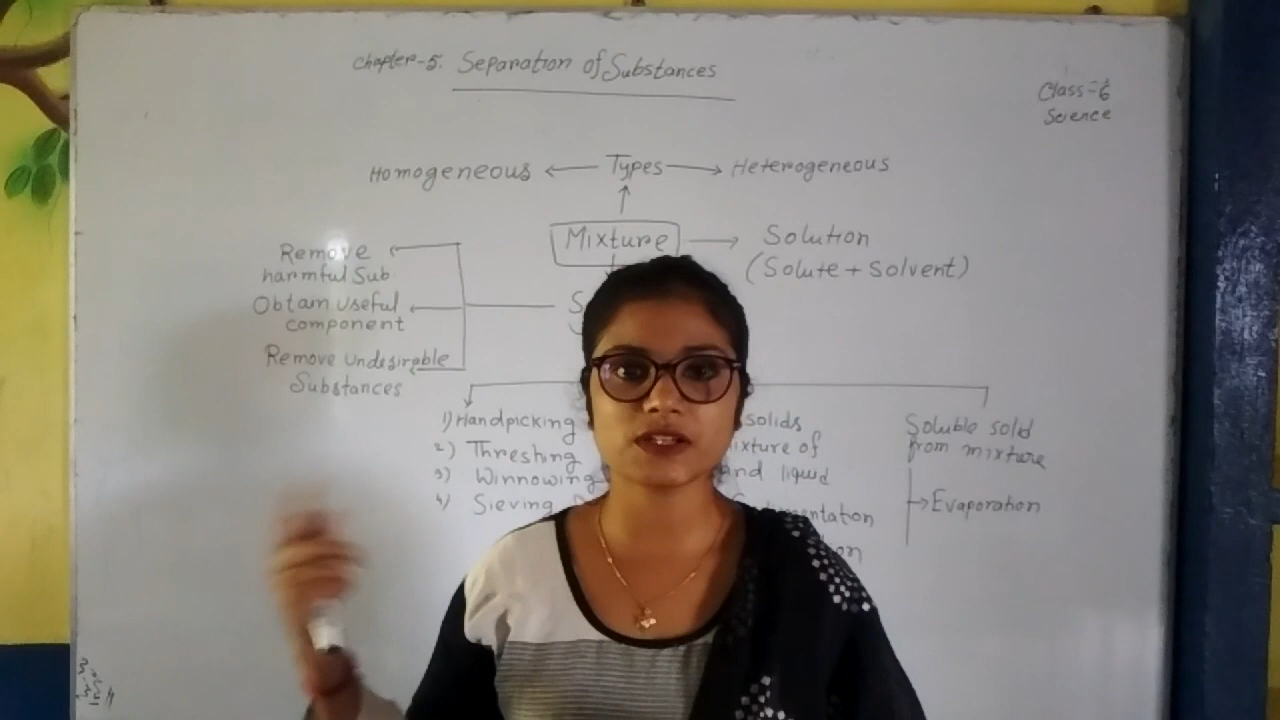 Chapter-5. Separation of Substances
Class-6
Science
Homogeneous ← Types → Heterogeneous
Mixture → Solution
(Solute + Solvent)
Remove
harmful Sub
Obtain useful
component
Remove undesirable
Substances
1) Handpicking
2) Threshing
3) Winnowing
4) Sieving
solids
and liquid
Soluble solid
from mixture
→ Evaporation